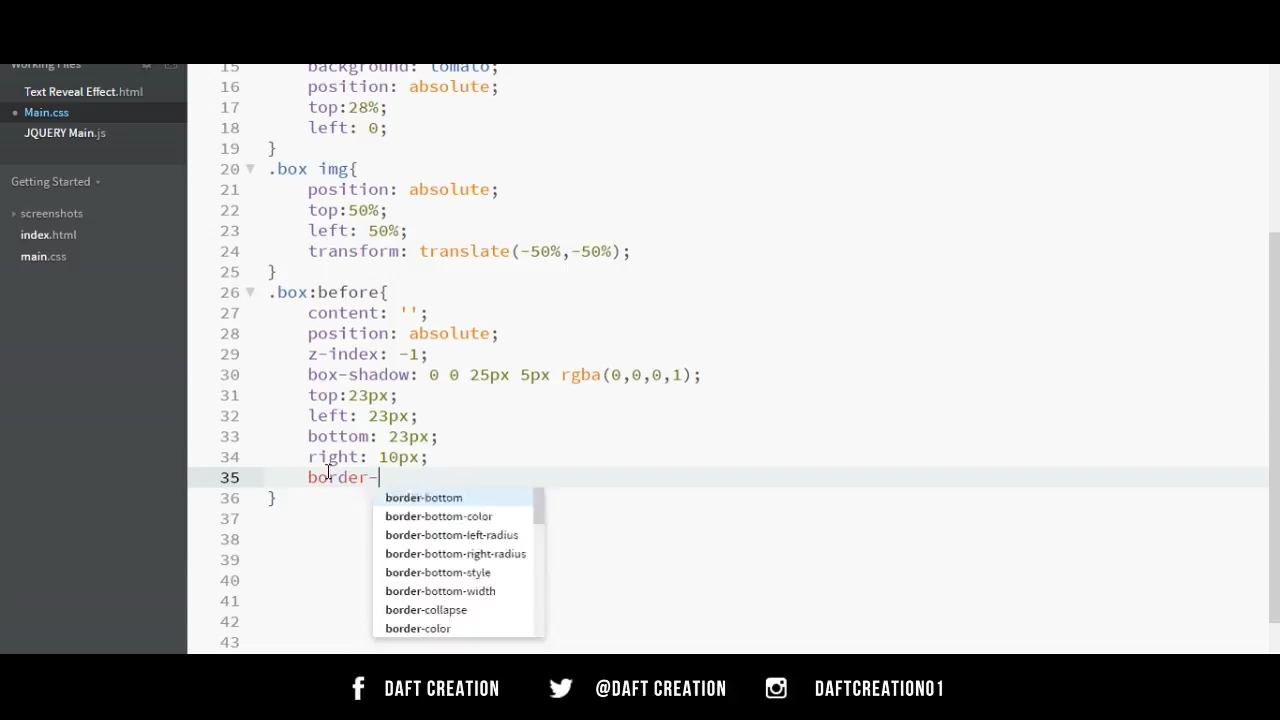 Working Files
Text Reveal Effect.html
Main.css
JQUERY Main.js
Getting Started
screenshots
index.html
main.css
15 background: tomato;
16 position: absolute;
17 top:28%;
18 left: 0;
19 }
20 .box img{
21 position: absolute;
22 top:50%;
23 left: 50%;
24 transform: translate(-50%,-50%);
25 }
26 .box:before{
27 content: '';
28 position: absolute;
29 z-index: -1;
30 box-shadow: 0 0 25px 5px rgba(0,0,0,1);
31 top:23px;
32 left: 23px;
33 bottom: 23px;
34 right: 10px;
35 border-
36 }
37
38
39
40
41
42
43
border-bottom
border-bottom-color
border-bottom-left-radius
border-bottom-right-radius
border-bottom-style
border-bottom-width
border-collapse
border-color
DAFT CREATION @DAFT CREATION DAFTCREATION01